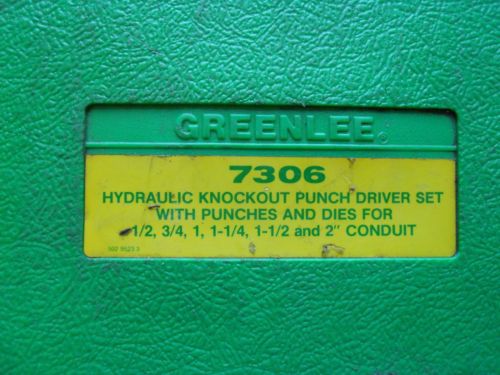 GREENLEE®
7306
HYDRAULIC KNOCKOUT PUNCH DRIVER SET
WITH PUNCHES AND DIES FOR
1/2, 3/4, 1, 1-1/4, 1-1/2 and 2" CONDUIT